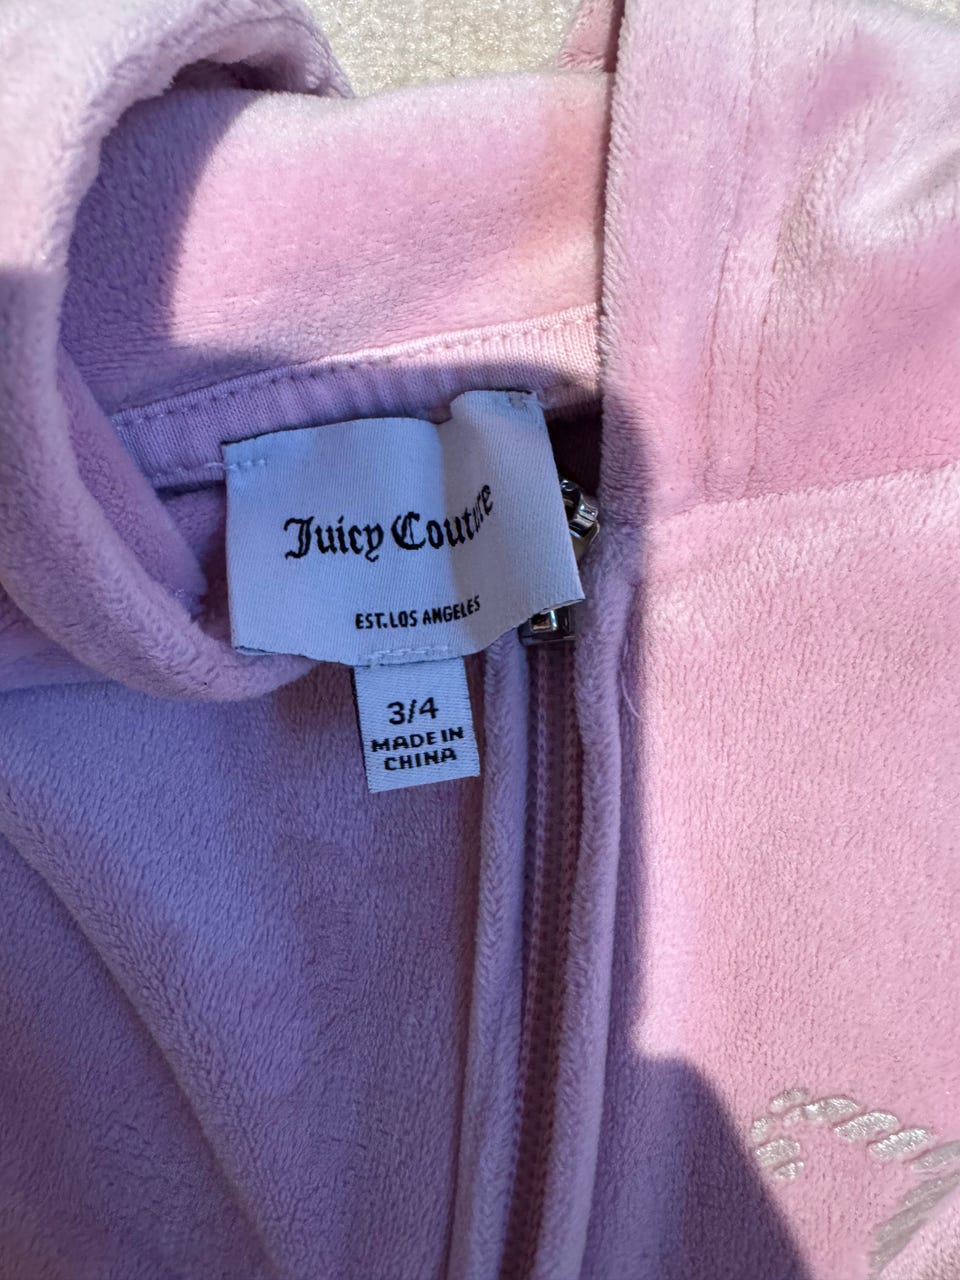 Juicy Couture
EST. LOS ANGELES
3/4
MADE IN
CHINA